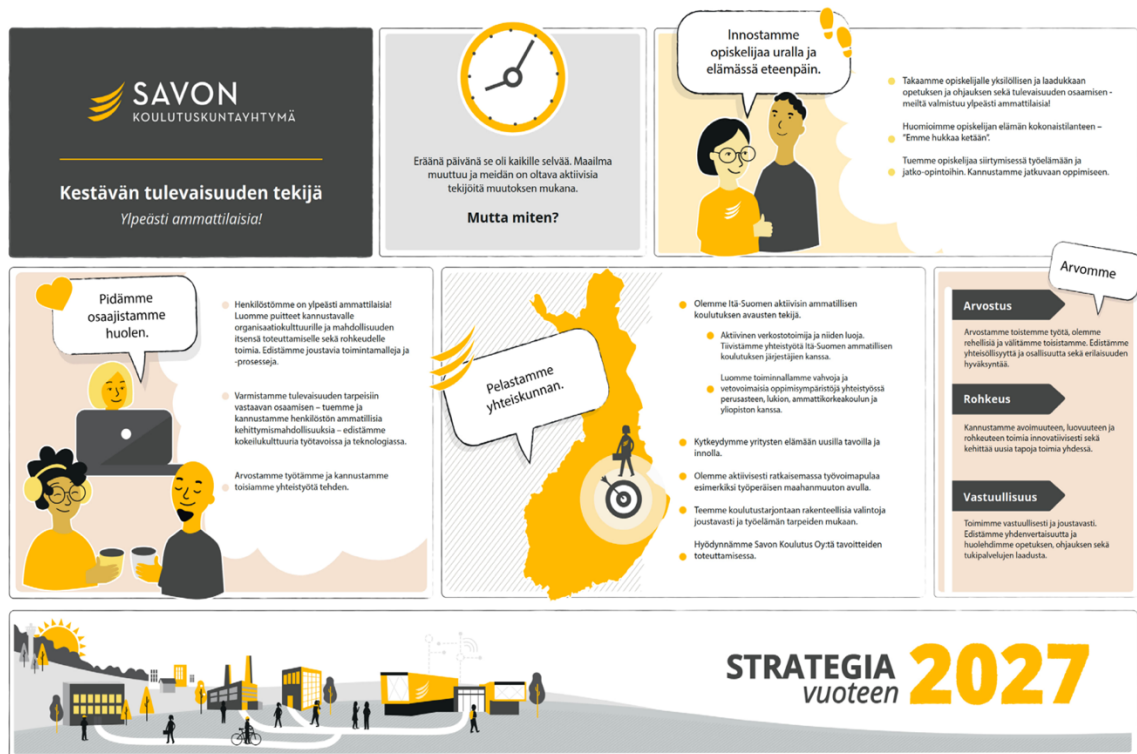 SAVON
KOULUTUSKUNTAYHTYMÄ
Kestävän tulevaisuuden tekijä
Ylpeästi ammattilaisia!
Eräänä päivänä se oli kaikille selvää. Maailma
muuttuu ja meidän on oltava aktiivisia
tekijöitä muutoksen mukana.
Mutta miten?
Innostamme
opiskelijaa uralla ja
elämässä eteenpäin.
Takaamme opiskelijalle yksilöllisen ja laadukkaan
opetuksen ja ohjauksen sekä tulevaisuuden osaamisen -
meiltä valmistuu ylpeästi ammattilaisia!
Huomioimme opiskelijan elämän kokonaistilanteen –
"Emme hukkaa ketään".
Tuemme opiskelijaa siirtymisessä työelämään ja
jatko-opintoihin. Kannustamme jatkuvaan oppimiseen.
Pidämme
osaajistamme
huolen.
Henkilöstömme on ylpeästi ammattilaisia!
Luomme puitteet kannustavalle
organisaatiokulttuurille ja mahdollisuuden
itsensä toteuttamiselle sekä rohkeudelle
toimia. Edistämme joustavia toimintamalleja ja
-prosesseja.
Varmistamme tulevaisuuden tarpeisiin
vastaavan osaamisen – tuemme ja
kannustamme henkilöstön ammatillisia
kehittymismahdollisuuksia – edistämme
kokeilukulttuuria työtavoissa ja teknologiassa.
Arvostamme työtämme ja kannustamme
toisiamme yhteistyötä tehden.
Pelastamme
yhteiskunnan.
Olemme Itä-Suomen aktiivisin ammatillisen
koulutuksen avausten tekijä.
Aktiivinen verkostotoimija ja niiden luoja.
Tiivistämme yhteistyötä Itä-Suomen ammatillisen
koulutuksen järjestäjien kanssa.
Luomme toiminnallamme vahvoja ja
vetovoimaisia oppimisympäristöjä yhteistyössä
perusasteen, lukion, ammattikorkeakoulun ja
yliopiston kanssa.
Kytkeydymme yritysten elämään uusilla tavoilla ja
innolla.
Olemme aktiivisesti ratkaisemassa työvoimapulaa
esimerkiksi työperäisen maahanmuuton avulla.
Teemme koulutustarjontaan rakenteellisia valintoja
joustavasti ja työelämän tarpeiden mukaan.
Hyödynnämme Savon Koulutus Oy:tä tavoitteiden
toteuttamisessa.
Arvomme
Arvostus
Arvostamme toistemme työtä, olemme
rehellisiä ja välitämme toisistamme. Edistämme
yhteisöllisyyttä ja osallisuutta sekä erilaisuuden
hyväksyntää.
Rohkeus
Kannustamme avoimuuteen, luovuuteen ja
rohkeuteen toimia innovatiivisesti sekä
kehittää uusia tapoja toimia yhdessä.
Vastuullisuus
Toimimme vastuullisesti ja joustavasti.
Edistämme yhdenvertaisuutta ja
huolehdimme opetuksen, ohjauksen sekä
tukipalvelujen laadusta.
STRATEGIA
vuoteen
2027